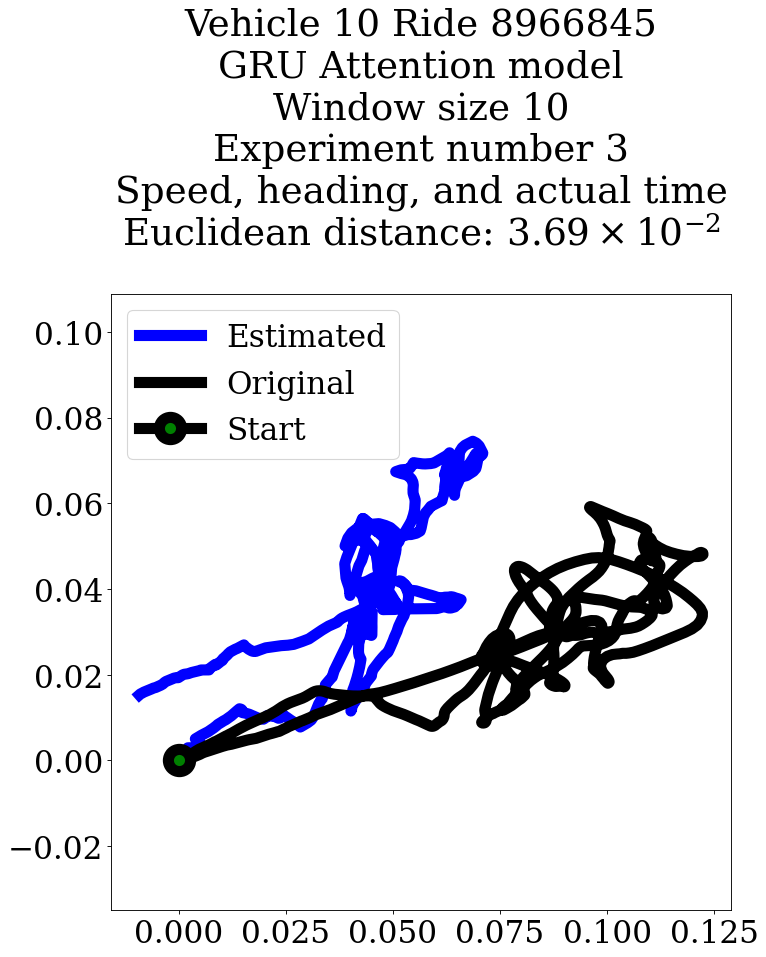 Vehicle 10 Ride 8966845
GRU Attention model
Window size 10
Experiment number 3
Speed, heading, and actual time
Euclidean distance: 3.69 × 10⁻²
Estimated
Original
Start
0.10
0.08
0.06
0.04
0.02
0.00
−0.02
0.000 0.025 0.050 0.075 0.100 0.125